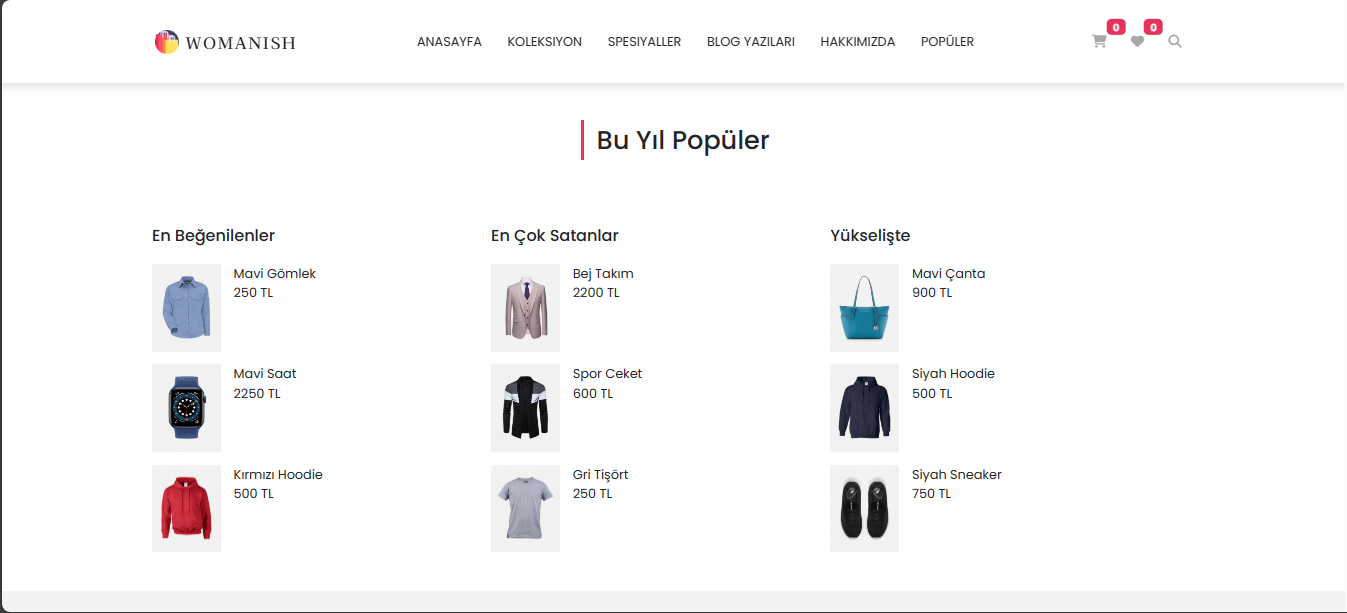 WOMANISH
ANASAYFA KOLEKSIYON SPESIYALLER BLOG YAZILARI HAKKIMIZDA POPÜLER
0 0
Bu Yıl Popüler
En Beğenilenler
Mavi Gömlek
250 TL
Mavi Saat
2250 TL
Kırmızı Hoodie
500 TL
En Çok Satanlar
Bej Takım
2200 TL
Spor Ceket
600 TL
Gri Tişört
250 TL
Yükselişte
Mavi Çanta
900 TL
Siyah Hoodie
500 TL
Siyah Sneaker
750 TL